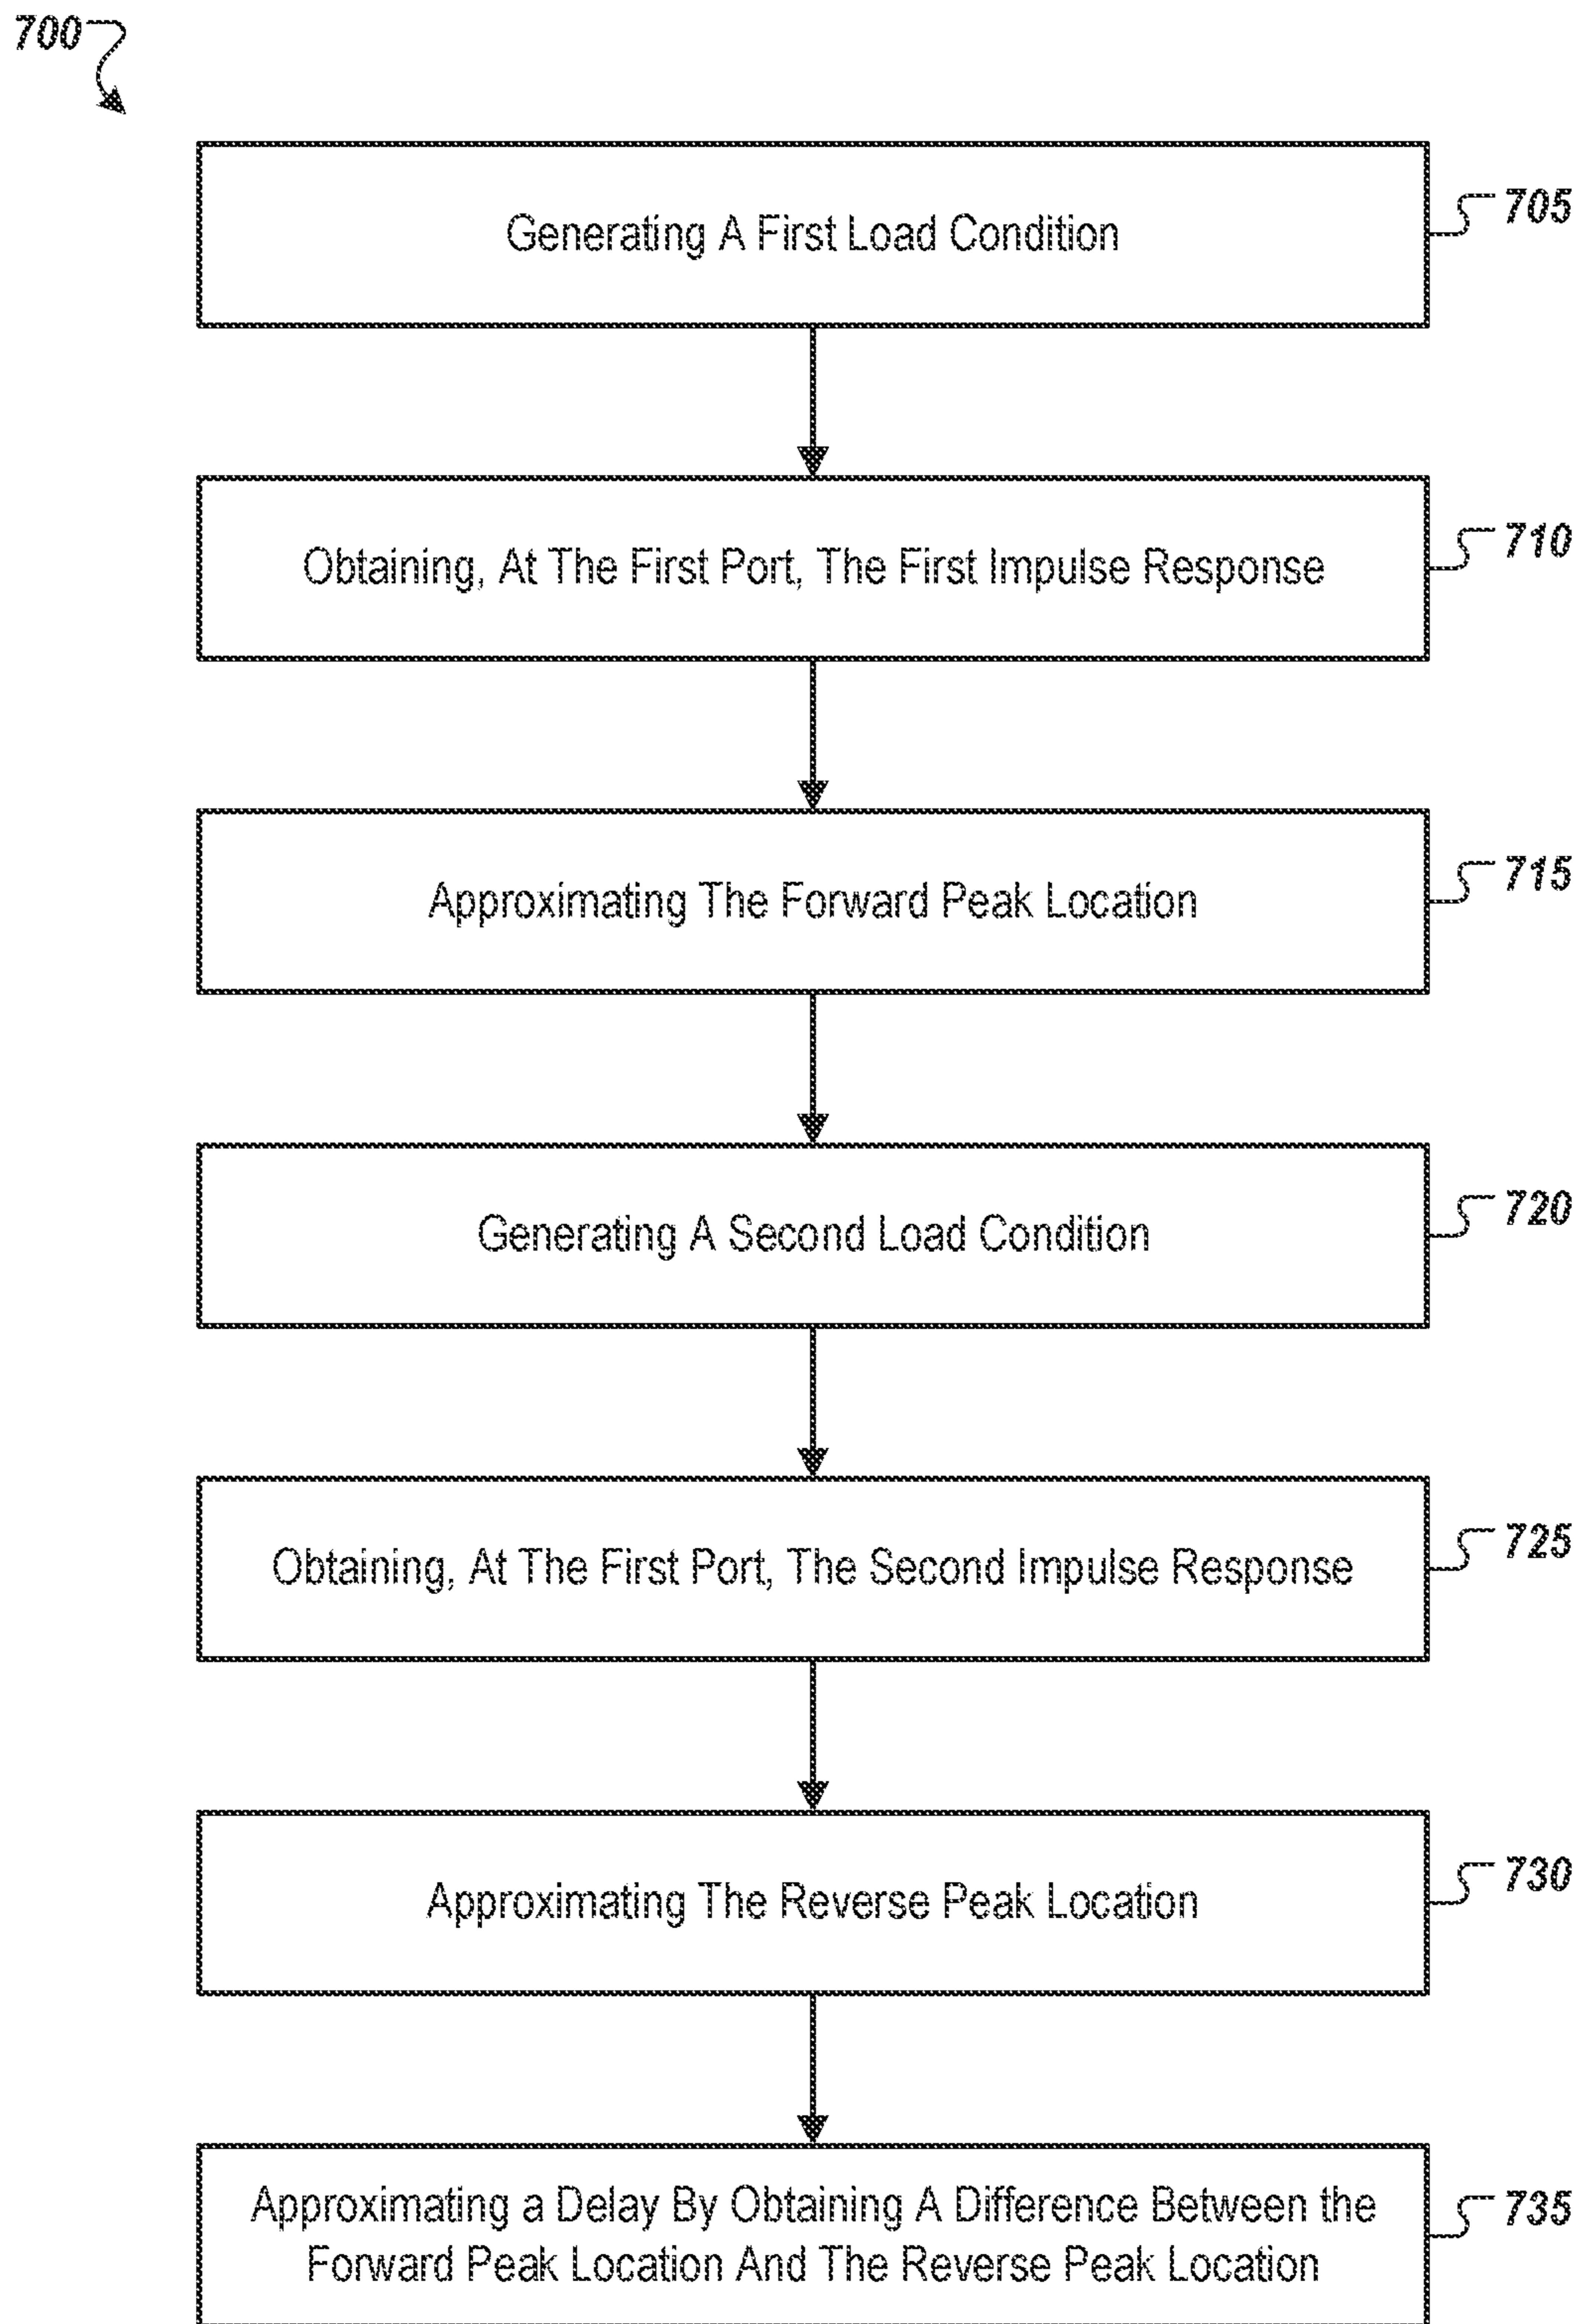 700
Generating A First Load Condition
705
Obtaining, At The First Port, The First Impulse Response
710
Approximating The Forward Peak Location
715
Generating A Second Load Condition
720
Obtaining, At The First Port, The Second Impulse Response
725
Approximating The Reverse Peak Location
730
Approximating a Delay By Obtaining A Difference Between the
Forward Peak Location And The Reverse Peak Location
735